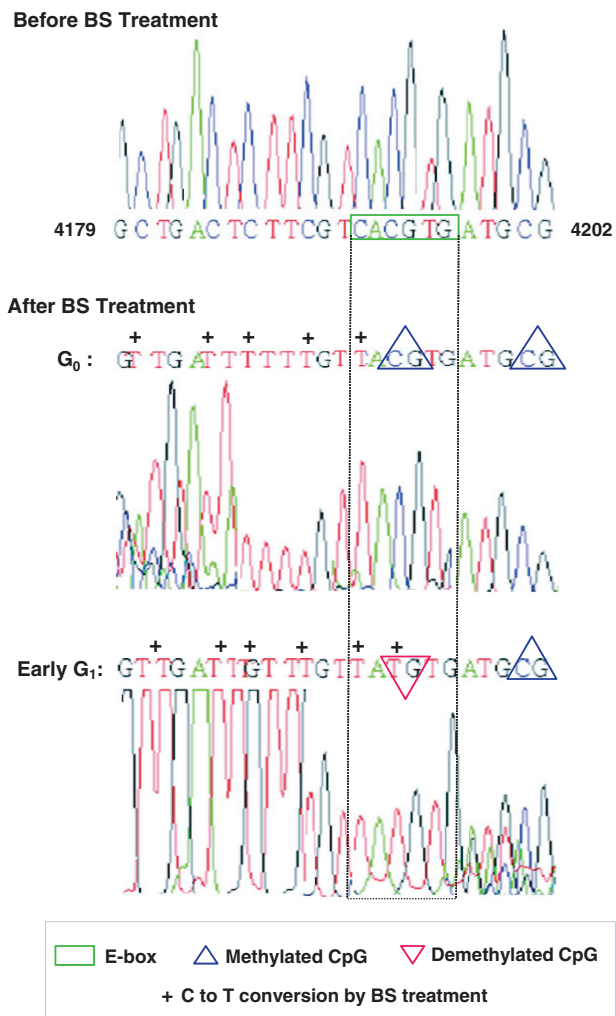 Before BS Treatment
4179 GCTGACTCTTCGTCACGTGATGCG 4202
After BS Treatment
+ + + + +
G₀ : GTTGATTTTTTGTTACGTGATGCG
+ + + + + +
Early G₁: GTTGATTGTTTGTTATGTGATGCG
E-box Methylated CpG Demethylated CpG
+ C to T conversion by BS treatment